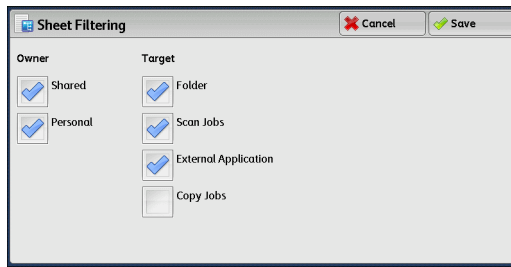 Sheet Filtering
Cancel
Save
Owner
Target
Shared
Folder
Personal
Scan Jobs
External Application
Copy Jobs